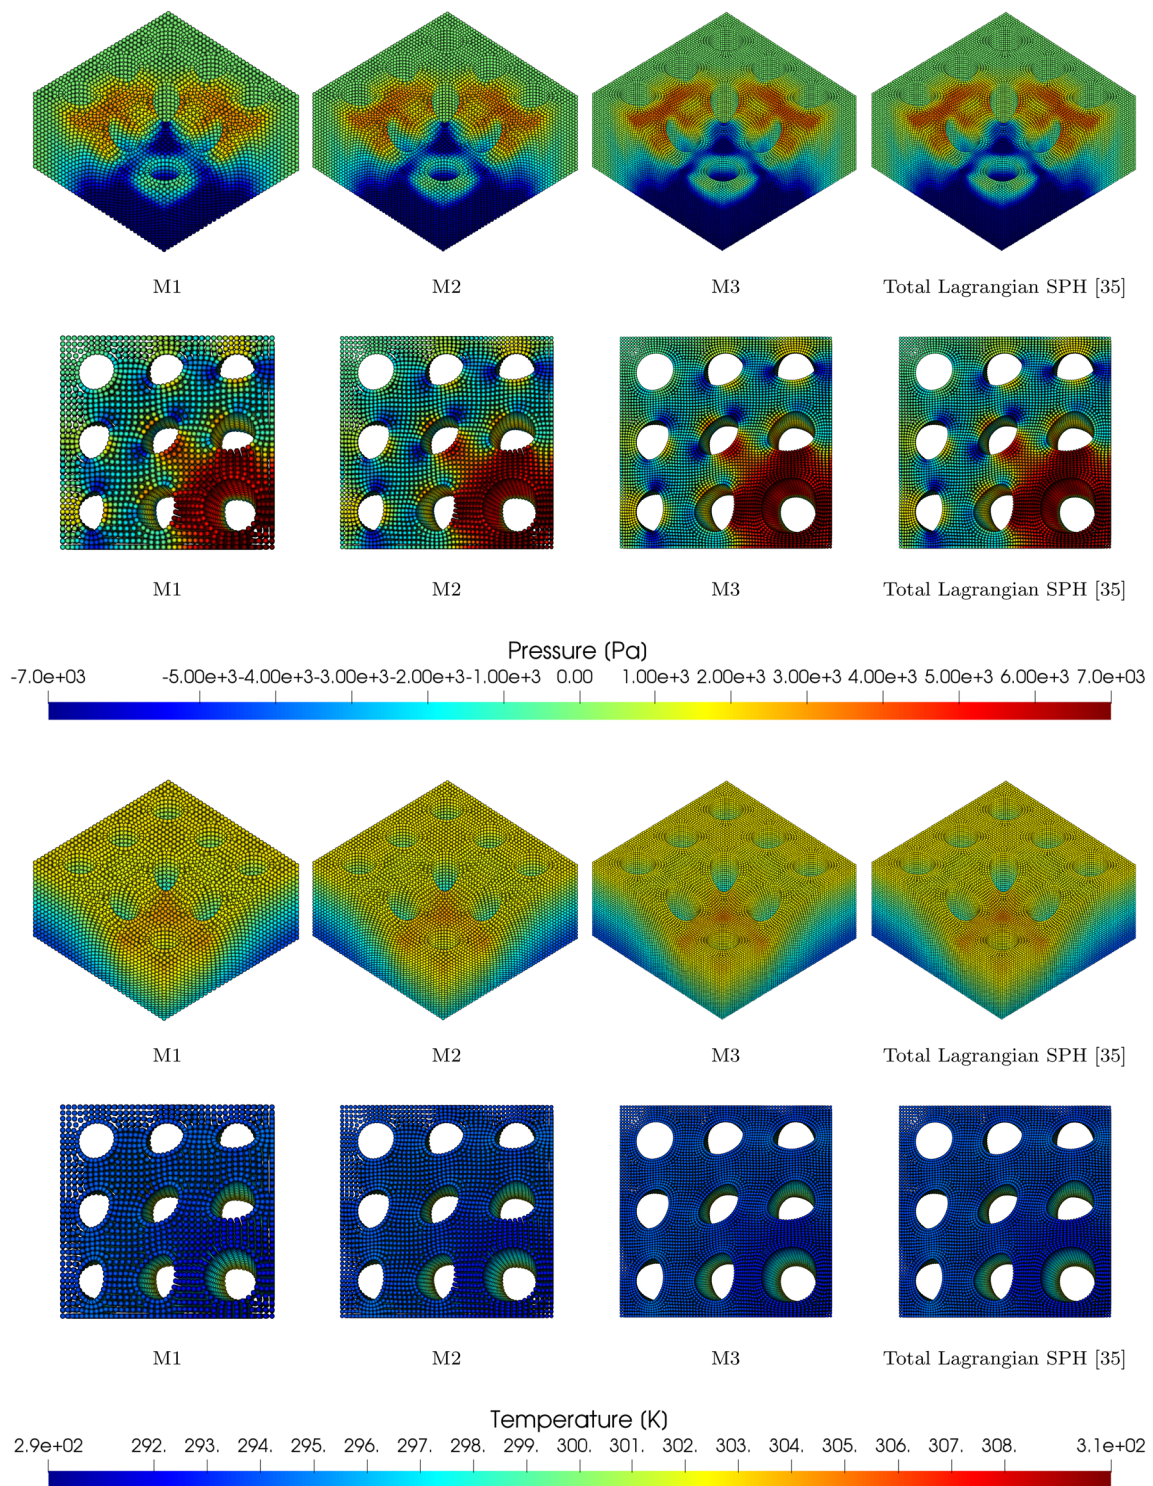 M1 M2 M3 Total Lagrangian SPH [35]
M1 M2 M3 Total Lagrangian SPH [35]
Pressure (Pa)
-7.0e+03 -5.00e+3 -4.00e+3 -3.00e+3 -2.00e+3 -1.00e+3 0.00 1.00e+3 2.00e+3 3.00e+3 4.00e+3 5.00e+3 6.00e+3 7.0e+03
M1 M2 M3 Total Lagrangian SPH [35]
M1 M2 M3 Total Lagrangian SPH [35]
Temperature (K)
2.9e+02 292. 293. 294. 295. 296. 297. 298. 299. 300. 301. 302. 303. 304. 305. 306. 307. 308. 3.1e+02